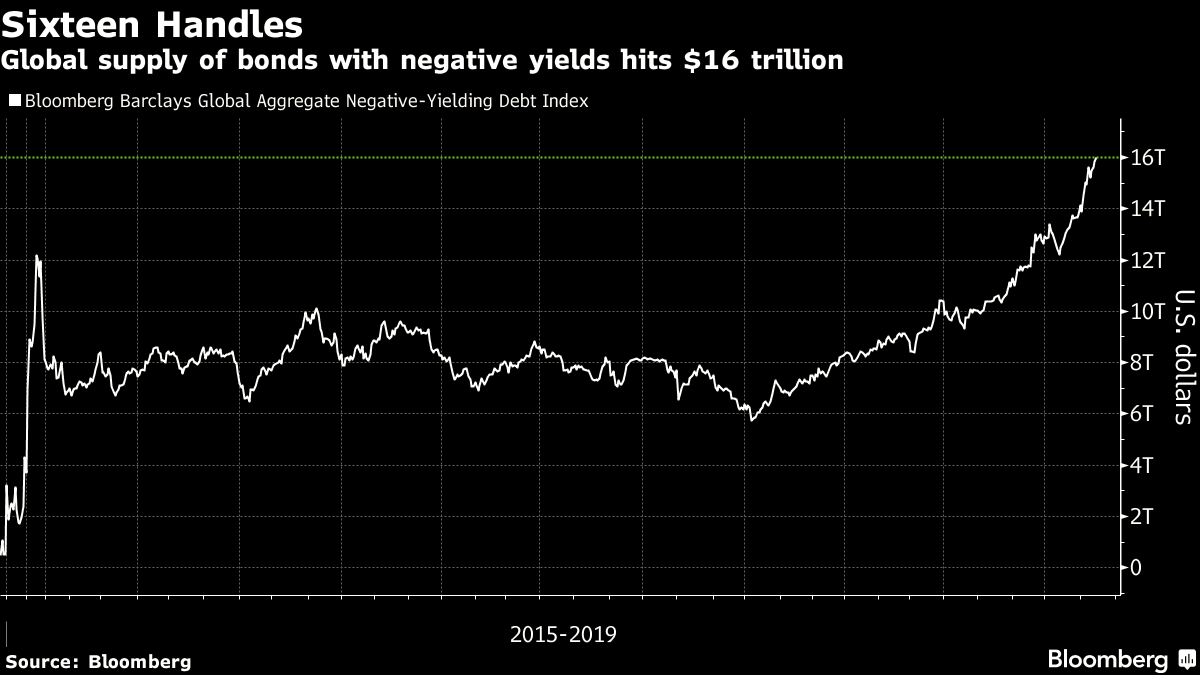 Sixteen Handles
Global supply of bonds with negative yields hits $16 trillion
Bloomberg Barclays Global Aggregate Negative-Yielding Debt Index
16T
14T
12T
10T
8T
6T
4T
2T
0
U.S. dollars
2015-2019
Source: Bloomberg
Bloomberg